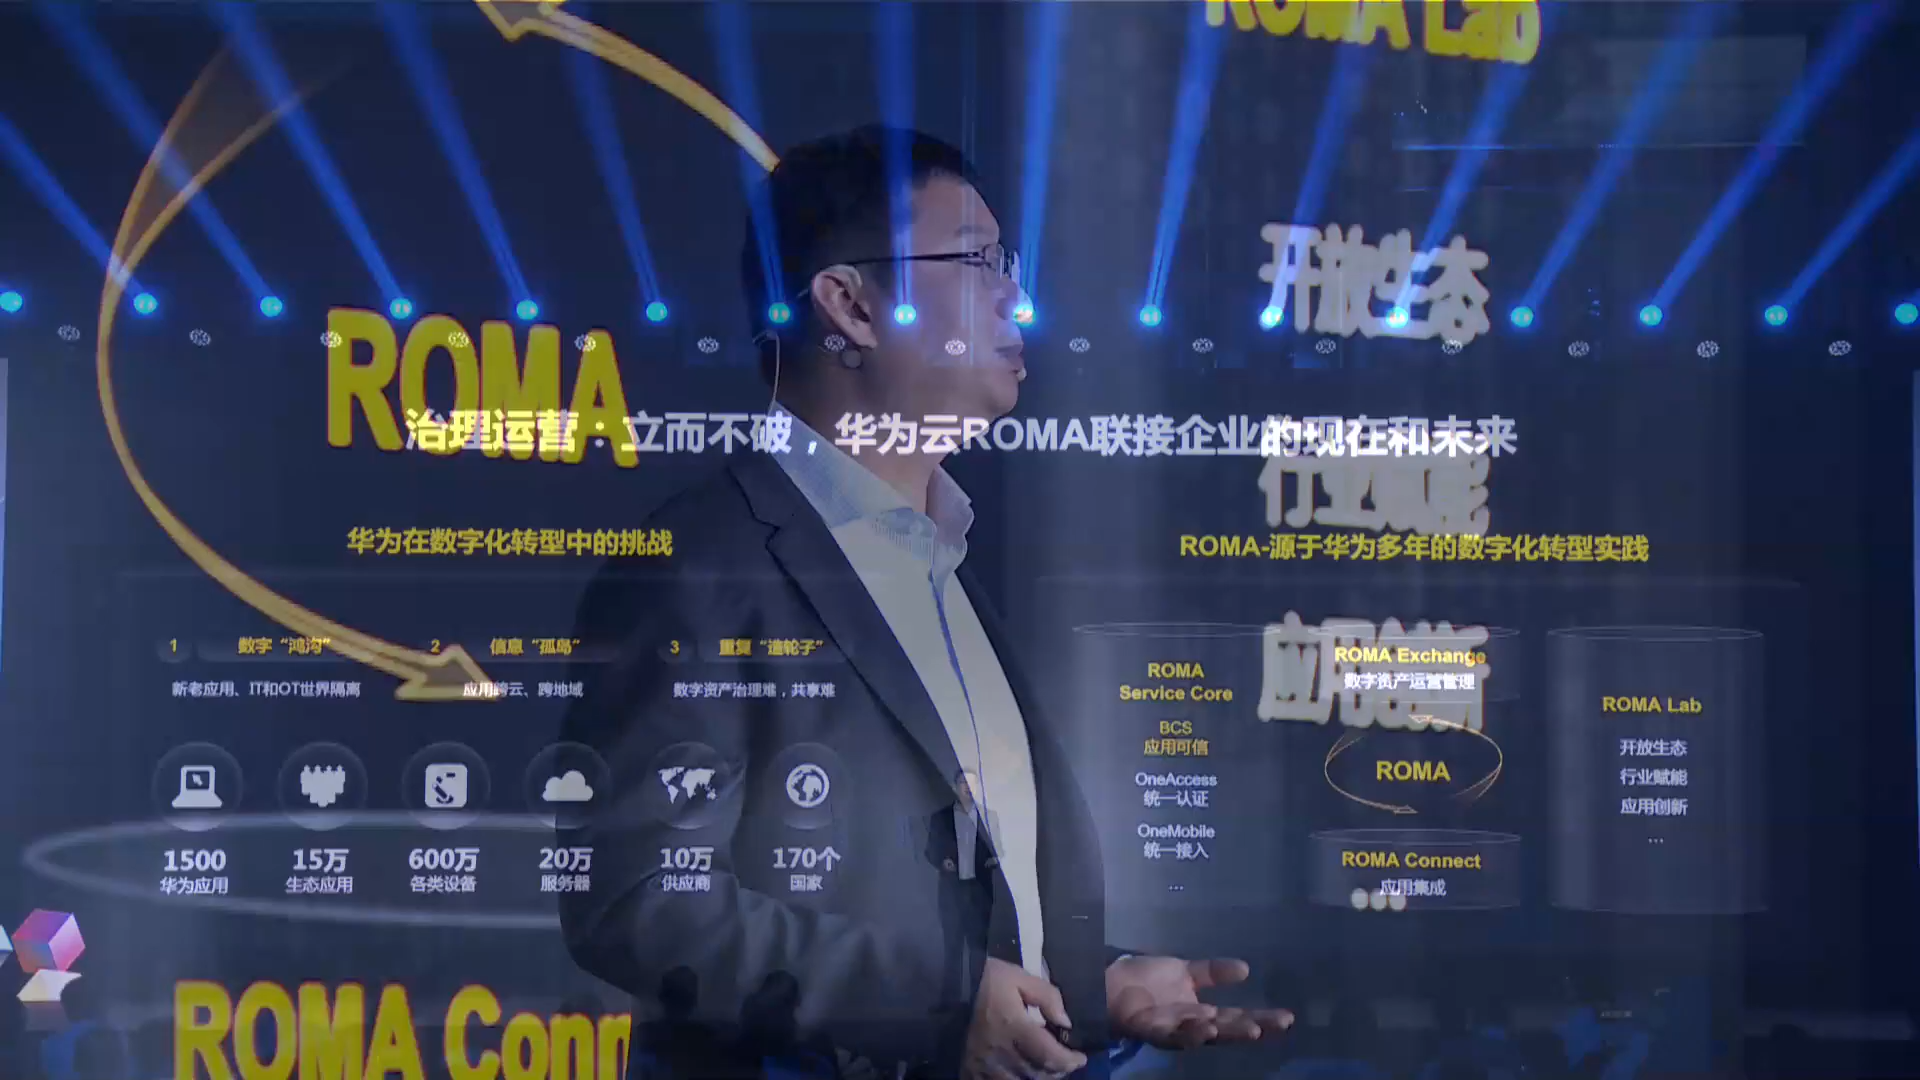 ROMA Lab
开放生态
ROMA
治理运营：立而不破，华为云ROMA联接企业的现在和未来
行业赋能
华为在数字化转型中的挑战
ROMA-源于华为多年的数字化转型实践
1 数字“鸿沟”
2 信息“孤岛”
3 重复“造轮子”
新老应用、IT和OT世界隔离
应用跨云、跨地域
数字资产治理难，共享难
应用创新
ROMA
Service Core
BCS
应用可信
OneAccess
统一认证
OneMobile
统一接入
...
ROMA Exchange
数字资产运营管理
ROMA
ROMA Connect
应用集成
ROMA Lab
开放生态
行业赋能
应用创新
...
1500
华为应用
15万
生态应用
600万
各类设备
20万
服务器
10万
供应商
170个
国家
...
ROMA Conn